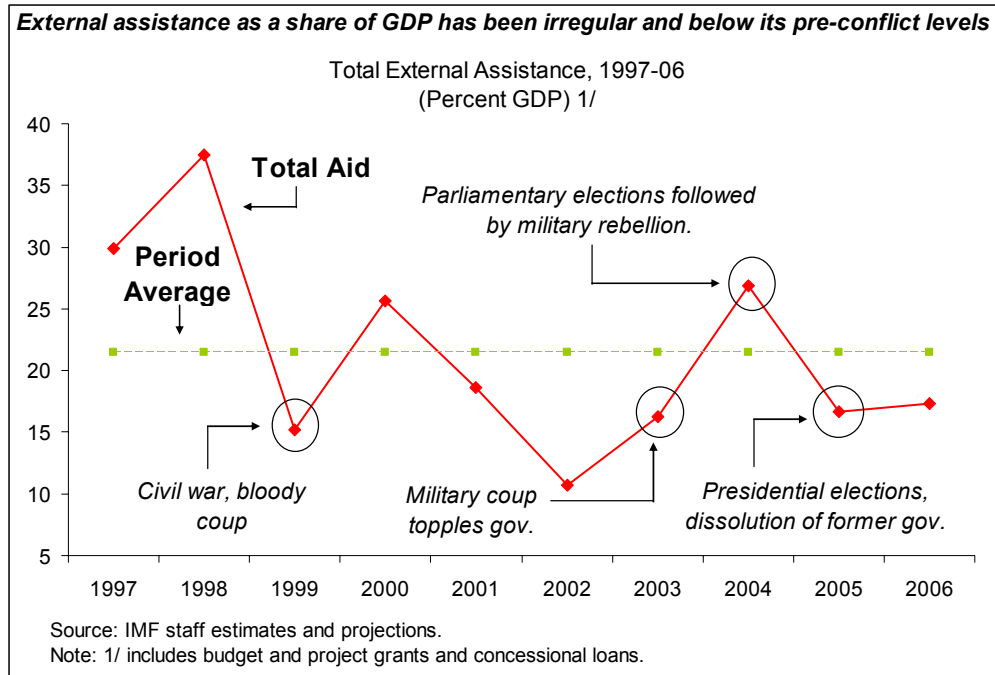 External assistance as a share of GDP has been irregular and below its pre-conflict levels
Total External Assistance, 1997-06
(Percent GDP) 1/
40
35
30
25
20
15
10
5
Total Aid
Period
Average
Parliamentary elections followed
by military rebellion.
Civil war, bloody
coup
Military coup
topples gov.
Presidential elections,
dissolution of former gov.
1997 1998 1999 2000 2001 2002 2003 2004 2005 2006
Source: IMF staff estimates and projections.
Note: 1/ includes budget and project grants and concessional loans.